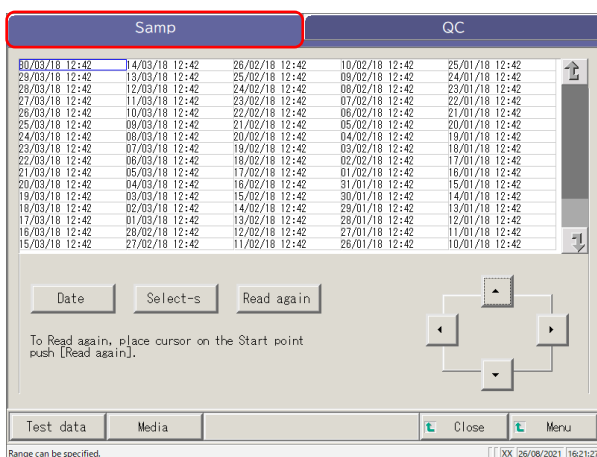 Samp QC
30/03/18 12:42 14/03/18 12:42 26/02/18 12:42 10/02/18 12:42 25/01/18 12:42
29/03/18 12:42 13/03/18 12:42 25/02/18 12:42 09/02/18 12:42 24/01/18 12:42
28/03/18 12:42 12/03/18 12:42 24/02/18 12:42 08/02/18 12:42 23/01/18 12:42
27/03/18 12:42 11/03/18 12:42 23/02/18 12:42 07/02/18 12:42 22/01/18 12:42
26/03/18 12:42 10/03/18 12:42 22/02/18 12:42 06/02/18 12:42 21/01/18 12:42
25/03/18 12:42 09/03/18 12:42 21/02/18 12:42 05/02/18 12:42 20/01/18 12:42
24/03/18 12:42 08/03/18 12:42 20/02/18 12:42 04/02/18 12:42 19/01/18 12:42
23/03/18 12:42 07/03/18 12:42 19/02/18 12:42 03/02/18 12:42 18/01/18 12:42
22/03/18 12:42 06/03/18 12:42 18/02/18 12:42 02/02/18 12:42 17/01/18 12:42
21/03/18 12:42 05/03/18 12:42 17/02/18 12:42 01/02/18 12:42 16/01/18 12:42
20/03/18 12:42 04/03/18 12:42 16/02/18 12:42 31/01/18 12:42 15/01/18 12:42
19/03/18 12:42 03/03/18 12:42 15/02/18 12:42 30/01/18 12:42 14/01/18 12:42
18/03/18 12:42 02/03/18 12:42 14/02/18 12:42 29/01/18 12:42 13/01/18 12:42
17/03/18 12:42 01/03/18 12:42 13/02/18 12:42 28/01/18 12:42 12/01/18 12:42
16/03/18 12:42 28/02/18 12:42 12/02/18 12:42 27/01/18 12:42 11/01/18 12:42
15/03/18 12:42 27/02/18 12:42 11/02/18 12:42 26/01/18 12:42 10/01/18 12:42
Date Select-s Read again
To Read again, place cursor on the Start point
push [Read again].
Test data Media Close Menu
Range can be specified. XX 26/08/2021 16:21:27